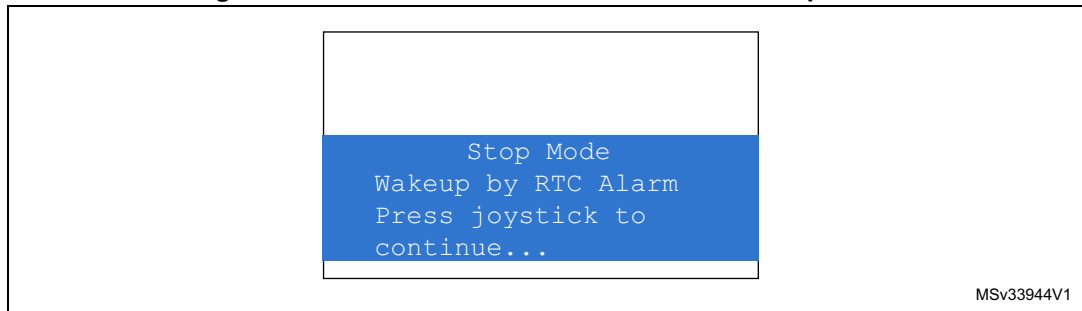 Stop Mode
Wakeup by RTC Alarm
Press joystick to
continue...
MSv33944V1